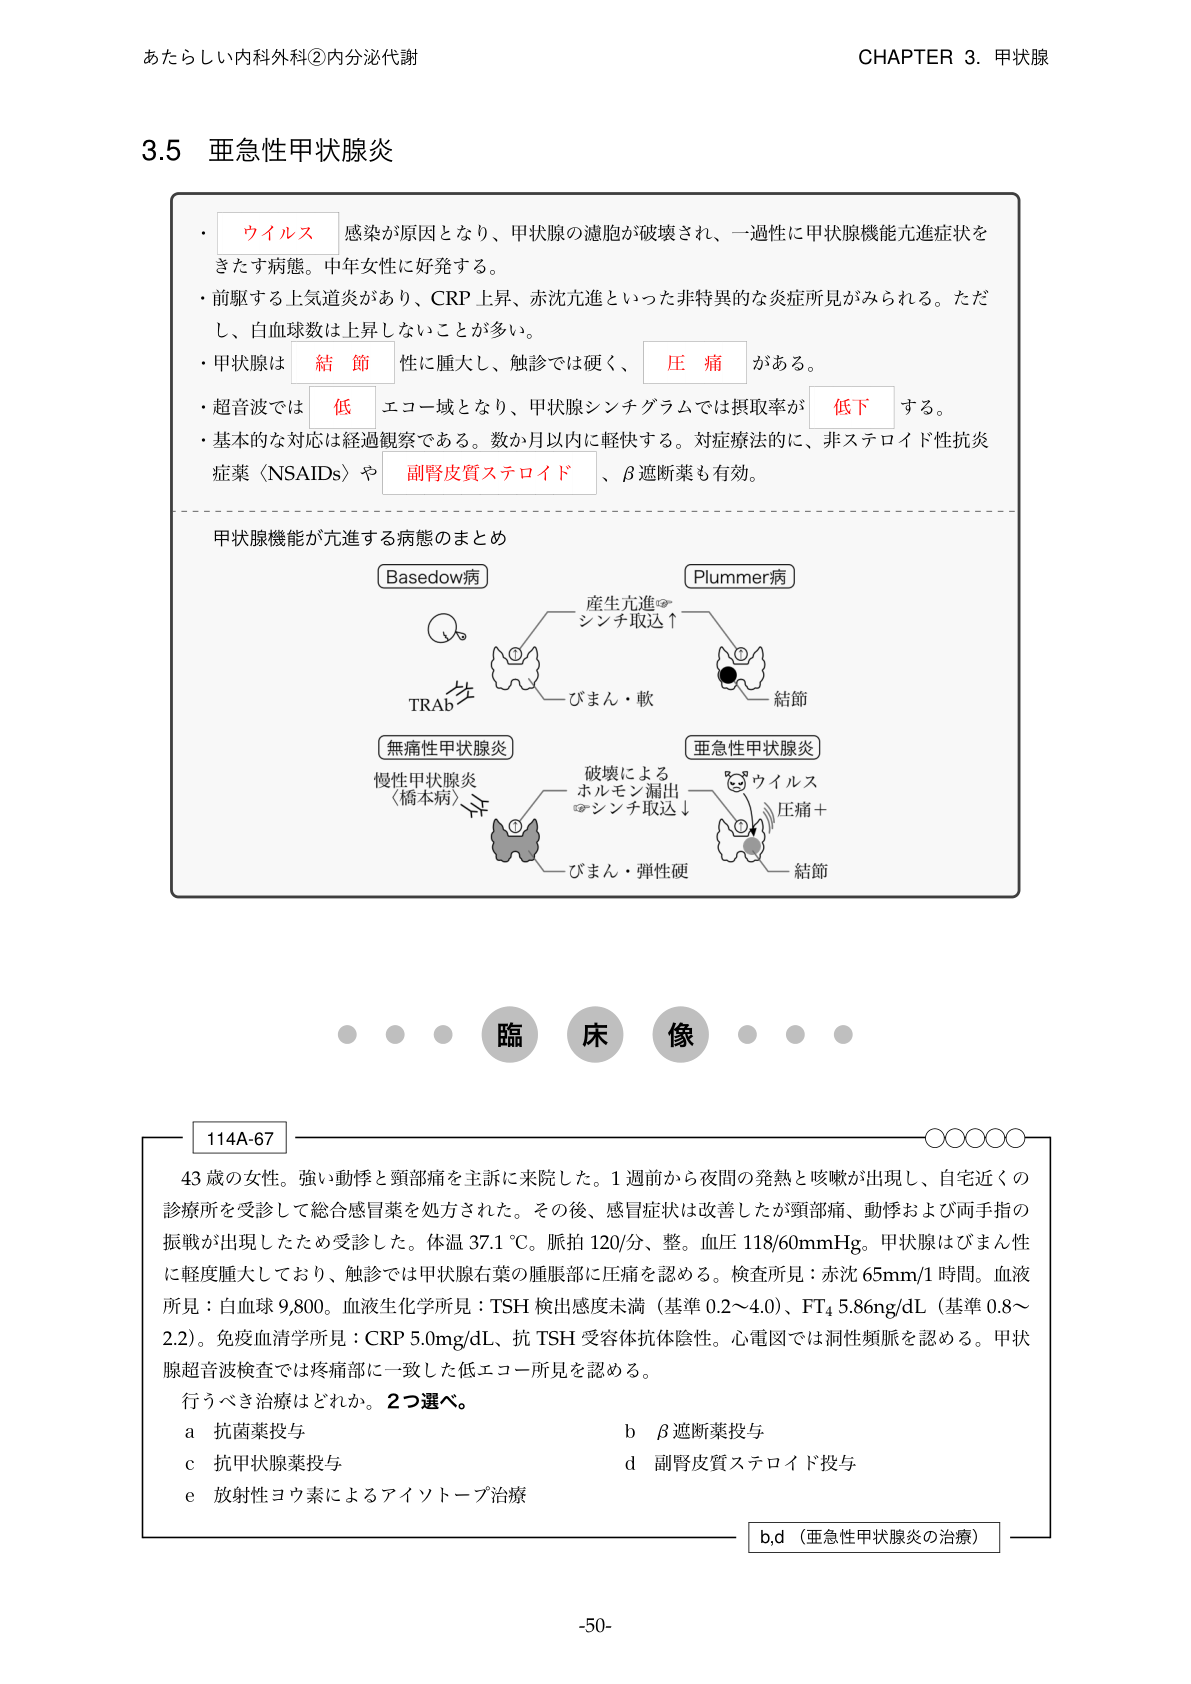 あたらしい内科外科②内分泌代謝
CHAPTER 3. 甲状腺
3.5 亜急性甲状腺炎
・ ウイルス 感染が原因となり、甲状腺の濾胞が破壊され、一過性に甲状腺機能亢進症状を
きたす病態。中年女性に好発する。
・前駆する上気道炎があり、CRP 上昇、赤沈亢進といった非特異的な炎症所見がみられる。ただ
し、白血球数は上昇しないことが多い。
・甲状腺は 結 節 性に腫大し、触診では硬く、 圧 痛 がある。
・超音波では 低 エコー域となり、甲状腺シンチグラムでは摂取率が 低下 する。
・基本的な対応は経過観察である。数か月以内に軽快する。対症療法的に、非ステロイド性抗炎
症薬〈NSAIDs〉や 副腎皮質ステロイド 、β遮断薬も有効。
甲状腺機能が亢進する病態のまとめ
Basedow病
Plummer病
産生亢進☞
シンチ取込↑
TRAb
びまん・軟
結節
無痛性甲状腺炎
亜急性甲状腺炎
慢性甲状腺炎
〈橋本病〉
破壊による
ホルモン漏出
☞シンチ取込↓
ウイルス
圧痛＋
びまん・弾性硬
結節
臨床像
114A-67
43 歳の女性。強い動悸と頸部痛を主訴に来院した。1 週前から夜間の発熱と咳嗽が出現し、自宅近くの
診療所を受診して総合感冒薬を処方された。その後、感冒症状は改善したが頸部痛、動悸および両手指の
振戦が出現したため受診した。体温 37.1 ℃。脈拍 120/分、整。血圧 118/60mmHg。甲状腺はびまん性
に軽度腫大しており、触診では甲状腺右葉の腫脹部に圧痛を認める。検査所見：赤沈 65mm/1 時間。血液
所見：白血球 9,800。血液生化学所見：TSH 検出感度未満（基準 0.2〜4.0）、FT₄ 5.86ng/dL（基準 0.8〜
2.2）。免疫血清学所見：CRP 5.0mg/dL、抗 TSH 受容体抗体陰性。心電図では洞性頻脈を認める。甲状
腺超音波検査では疼痛部に一致した低エコー所見を認める。
行うべき治療はどれか。2つ選べ。
a 抗菌薬投与
b β遮断薬投与
c 抗甲状腺薬投与
d 副腎皮質ステロイド投与
e 放射性ヨウ素によるアイソトープ治療
b,d （亜急性甲状腺炎の治療）
-50-